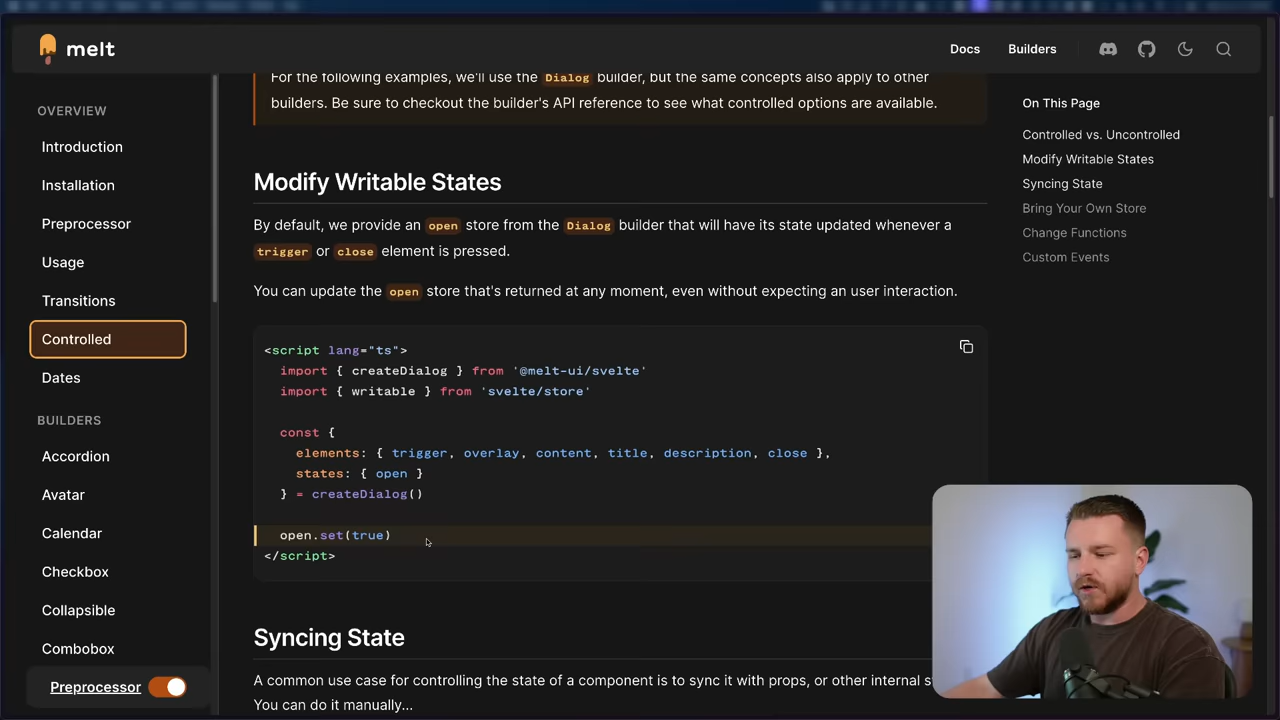 melt
Docs
Builders
OVERVIEW
Introduction
Installation
Preprocessor
Usage
Transitions
Controlled
Dates
BUILDERS
Accordion
Avatar
Calendar
Checkbox
Collapsible
Combobox
Preprocessor
For the following examples, we'll use the Dialog builder, but the same concepts also apply to other
builders. Be sure to checkout the builder's API reference to see what controlled options are available.
Modify Writable States
By default, we provide an open store from the Dialog builder that will have its state updated whenever a
trigger or close element is pressed.
You can update the open store that's returned at any moment, even without expecting an user interaction.
<script lang="ts">
import { createDialog } from '@melt-ui/svelte'
import { writable } from 'svelte/store'
const {
elements: { trigger, overlay, content, title, description, close },
states: { open }
} = createDialog()
open.set(true)
</script>
Syncing State
A common use case for controlling the state of a component is to sync it with props, or other internal
You can do it manually...
On This Page
Controlled vs. Uncontrolled
Modify Writable States
Syncing State
Bring Your Own Store
Change Functions
Custom Events